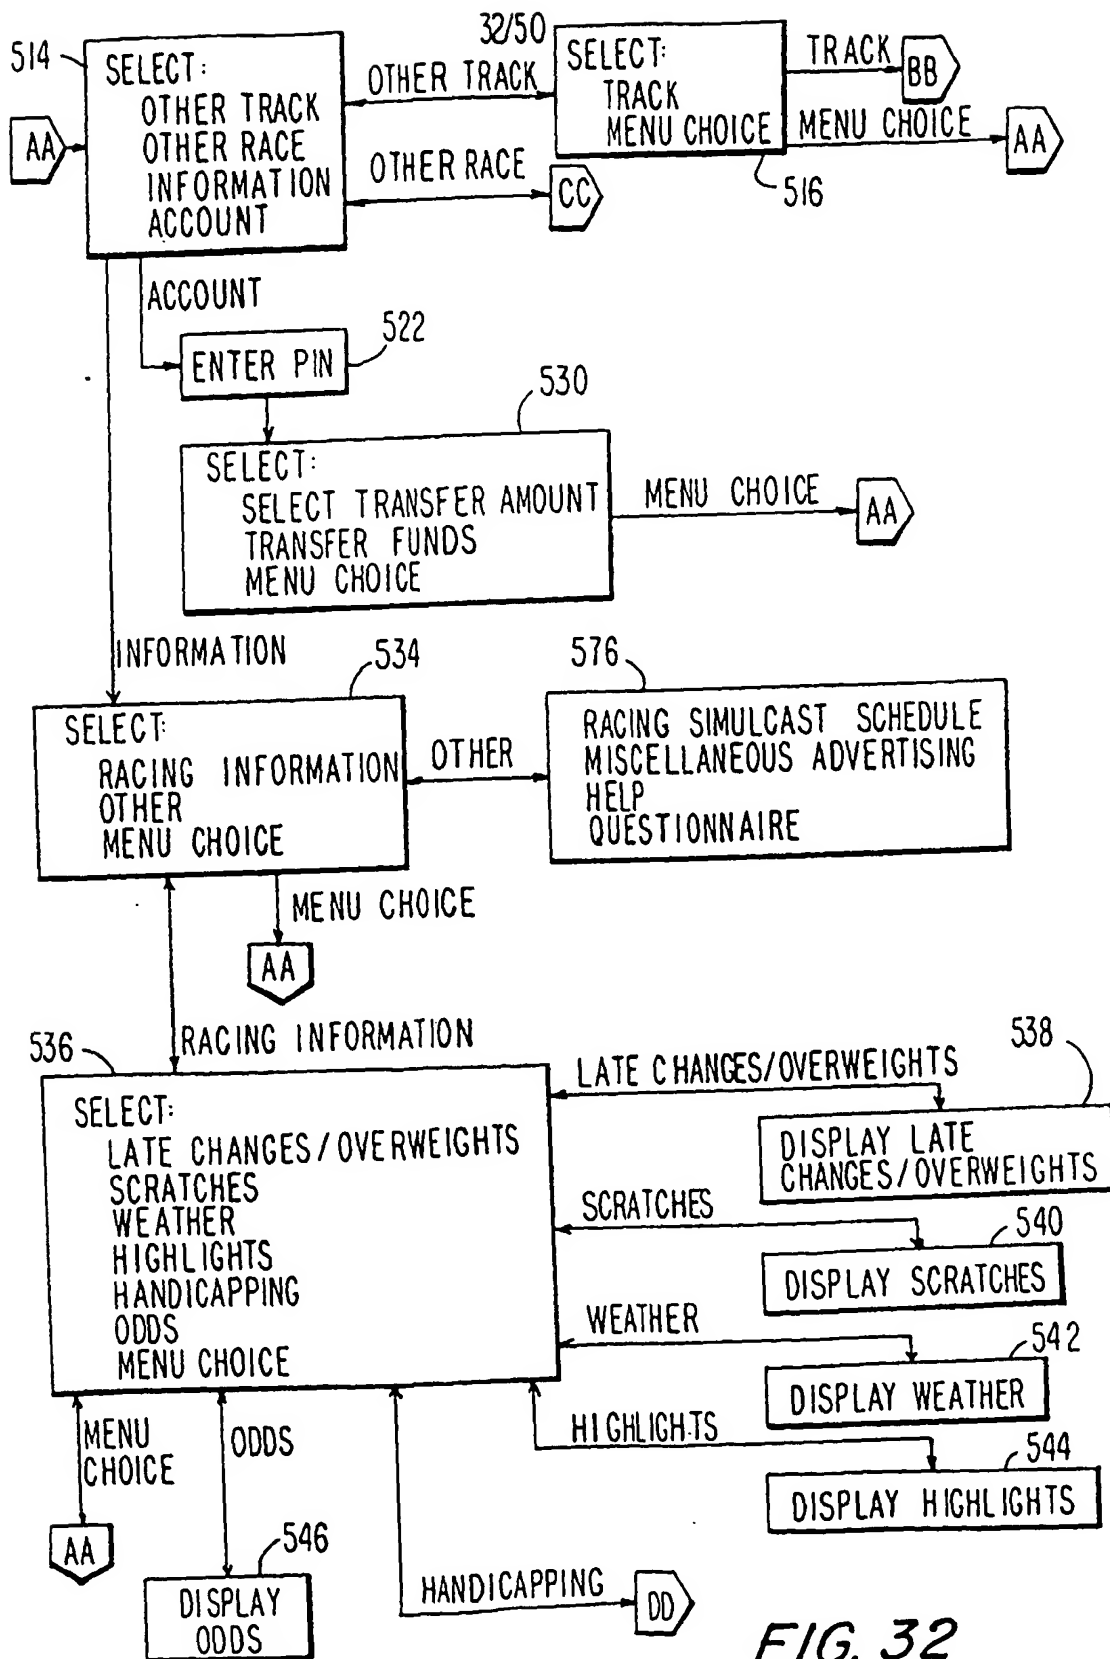 514
SELECT:
OTHER TRACK
OTHER RACE
INFORMATION
ACCOUNT
AA
OTHER TRACK
32/50
SELECT:
TRACK
MENU CHOICE
516
TRACK
BB
MENU CHOICE
AA
OTHER RACE
CC
ACCOUNT
ENTER PIN
522
530
SELECT:
SELECT TRANSFER AMOUNT
TRANSFER FUNDS
MENU CHOICE
MENU CHOICE
AA
INFORMATION
534
SELECT:
RACING INFORMATION
OTHER
MENU CHOICE
OTHER
576
RACING SIMULCAST SCHEDULE
MISCELLANEOUS ADVERTISING
HELP
QUESTIONNAIRE
MENU CHOICE
AA
RACING INFORMATION
536
SELECT:
LATE CHANGES/OVERWEIGHTS
SCRATCHES
WEATHER
HIGHLIGHTS
HANDICAPPING
ODDS
MENU CHOICE
LATE CHANGES/OVERWEIGHTS
538
DISPLAY LATE
CHANGES/OVERWEIGHTS
SCRATCHES
540
DISPLAY SCRATCHES
WEATHER
542
DISPLAY WEATHER
HIGHLIGHTS
544
DISPLAY HIGHLIGHTS
MENU
CHOICE
AA
ODDS
546
DISPLAY
ODDS
HANDICAPPING
DD
FIG. 32